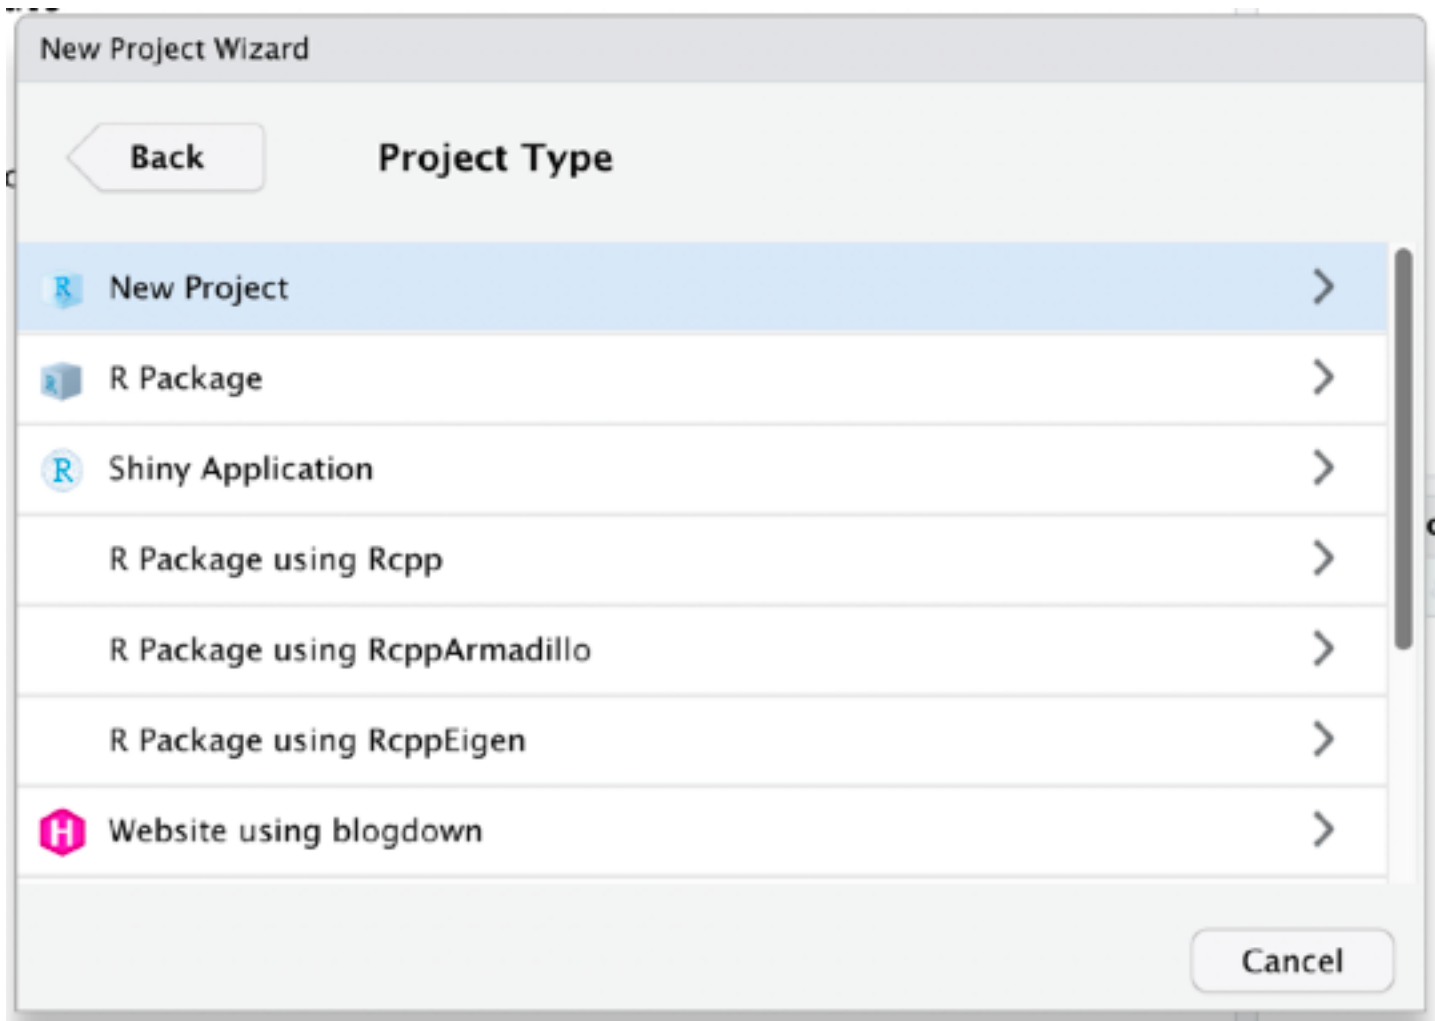 New Project Wizard
Back
Project Type
R New Project
R R Package
R Shiny Application
R Package using Rcpp
R Package using RcppArmadillo
R Package using RcppEigen
H Website using blogdown
Cancel